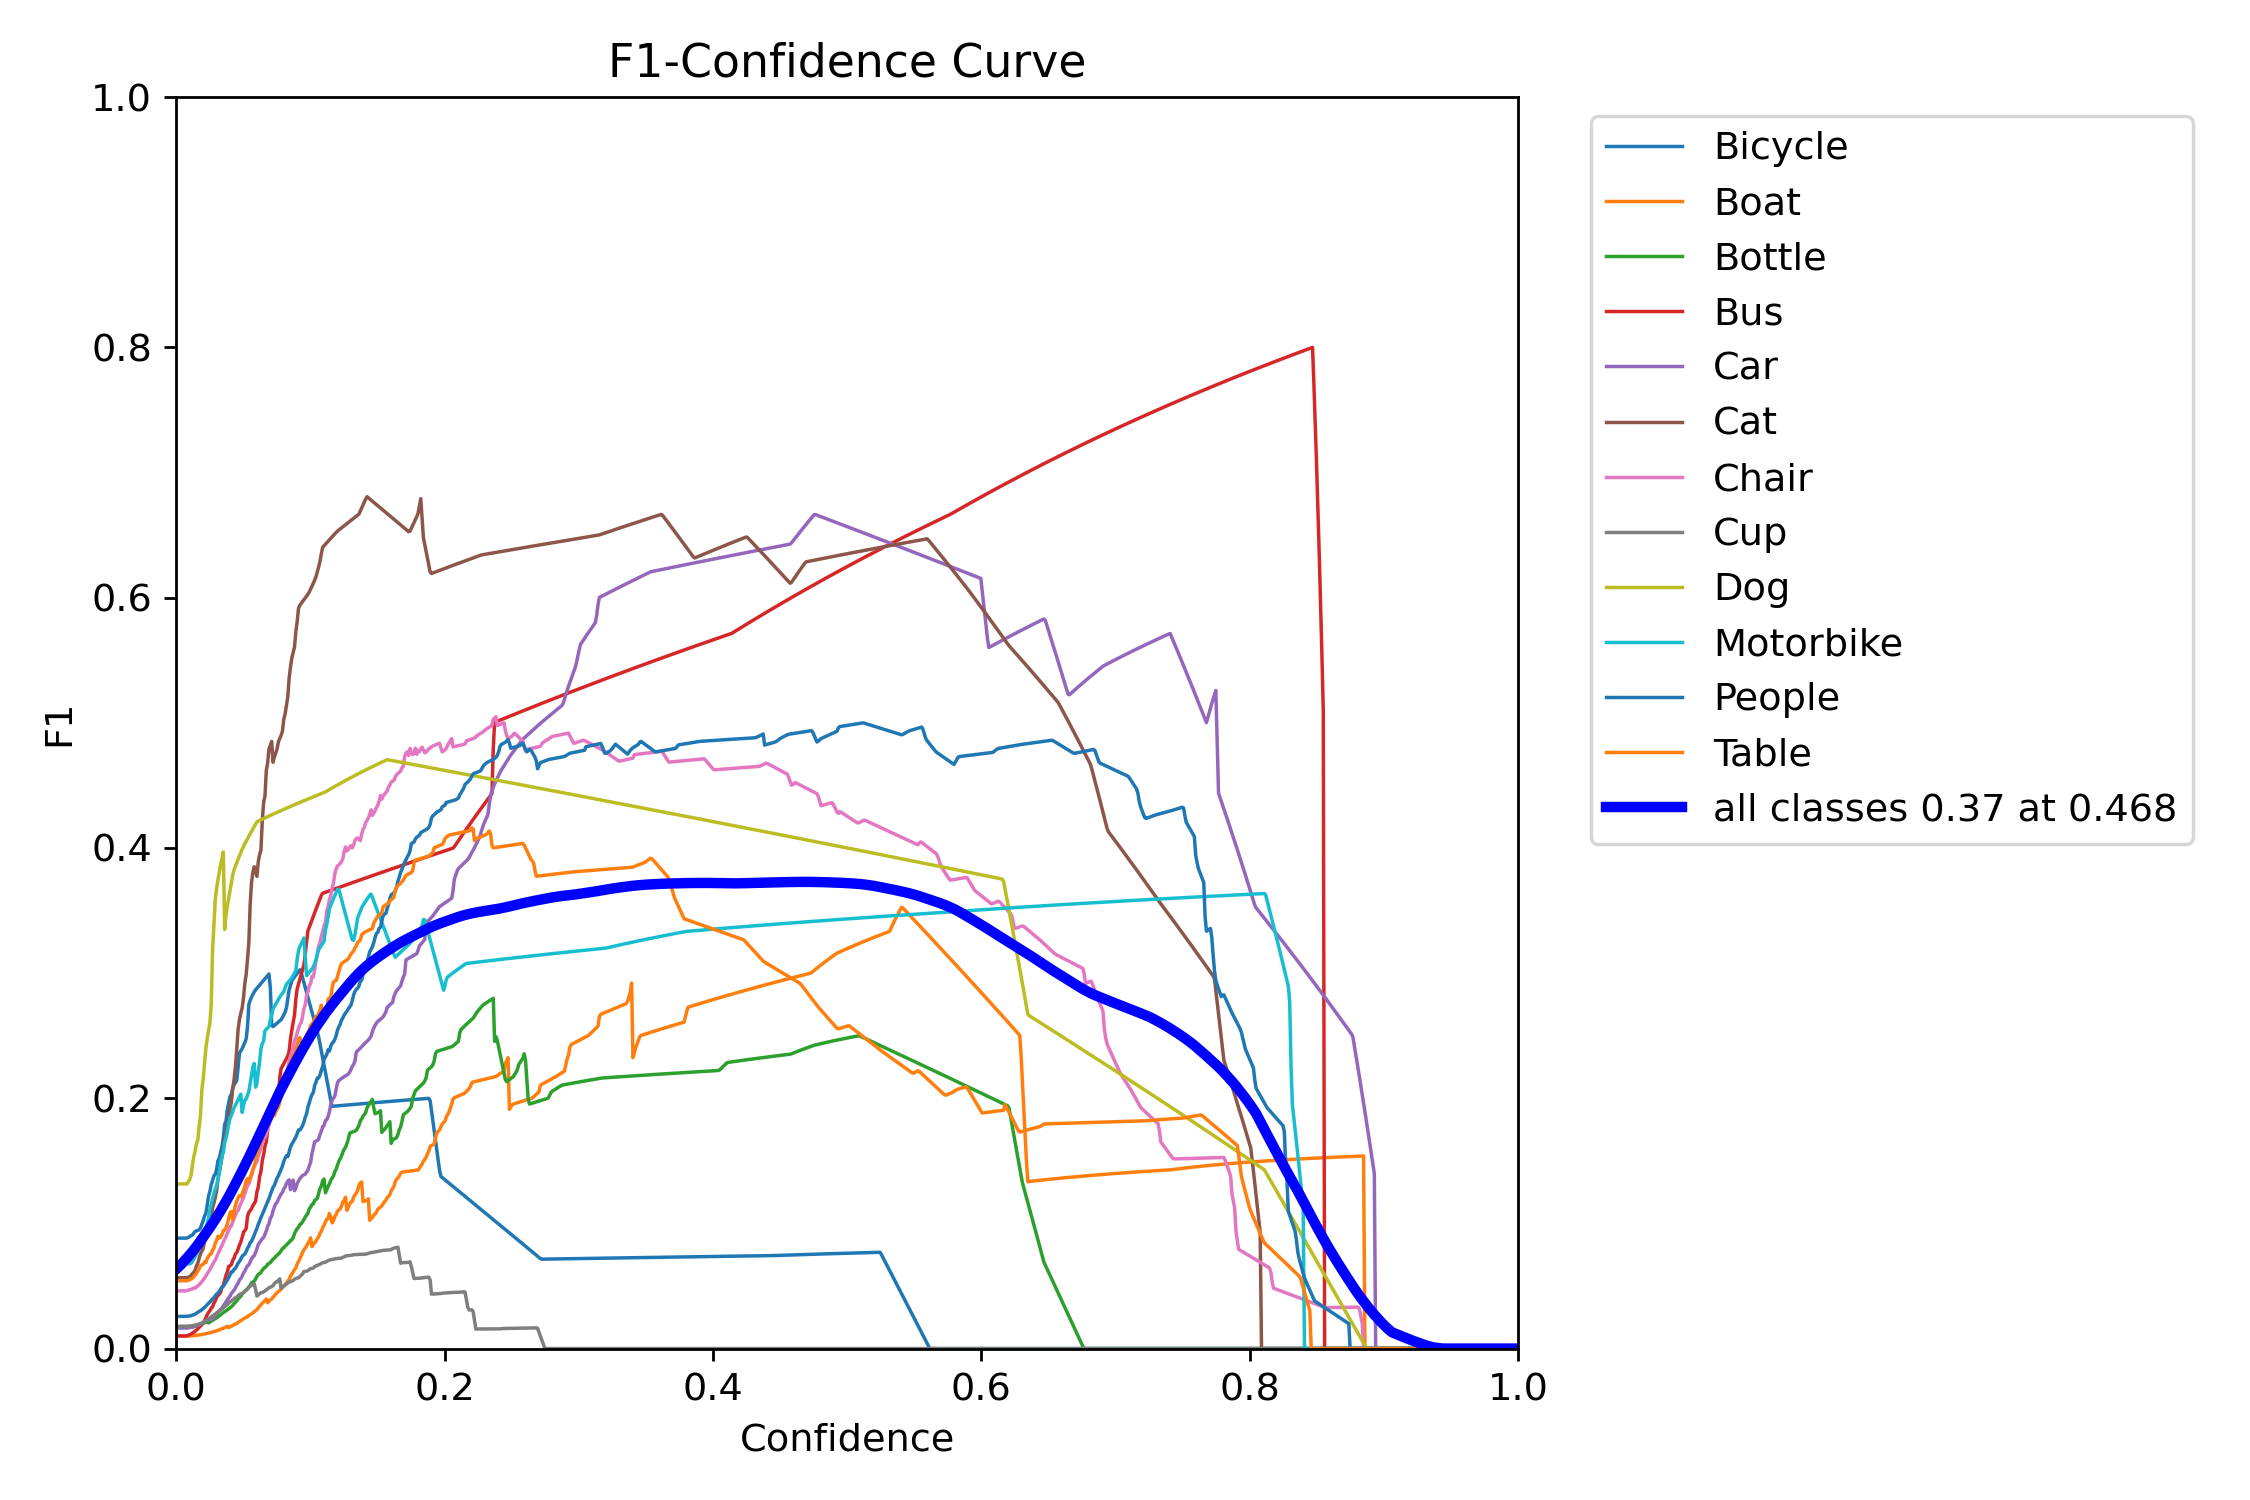 F1-Confidence Curve
1.0
0.8
0.6
0.4
0.2
0.0
F1
0.0 0.2 0.4 0.6 0.8 1.0
Confidence
Bicycle
Boat
Bottle
Bus
Car
Cat
Chair
Cup
Dog
Motorbike
People
Table
all classes 0.37 at 0.468